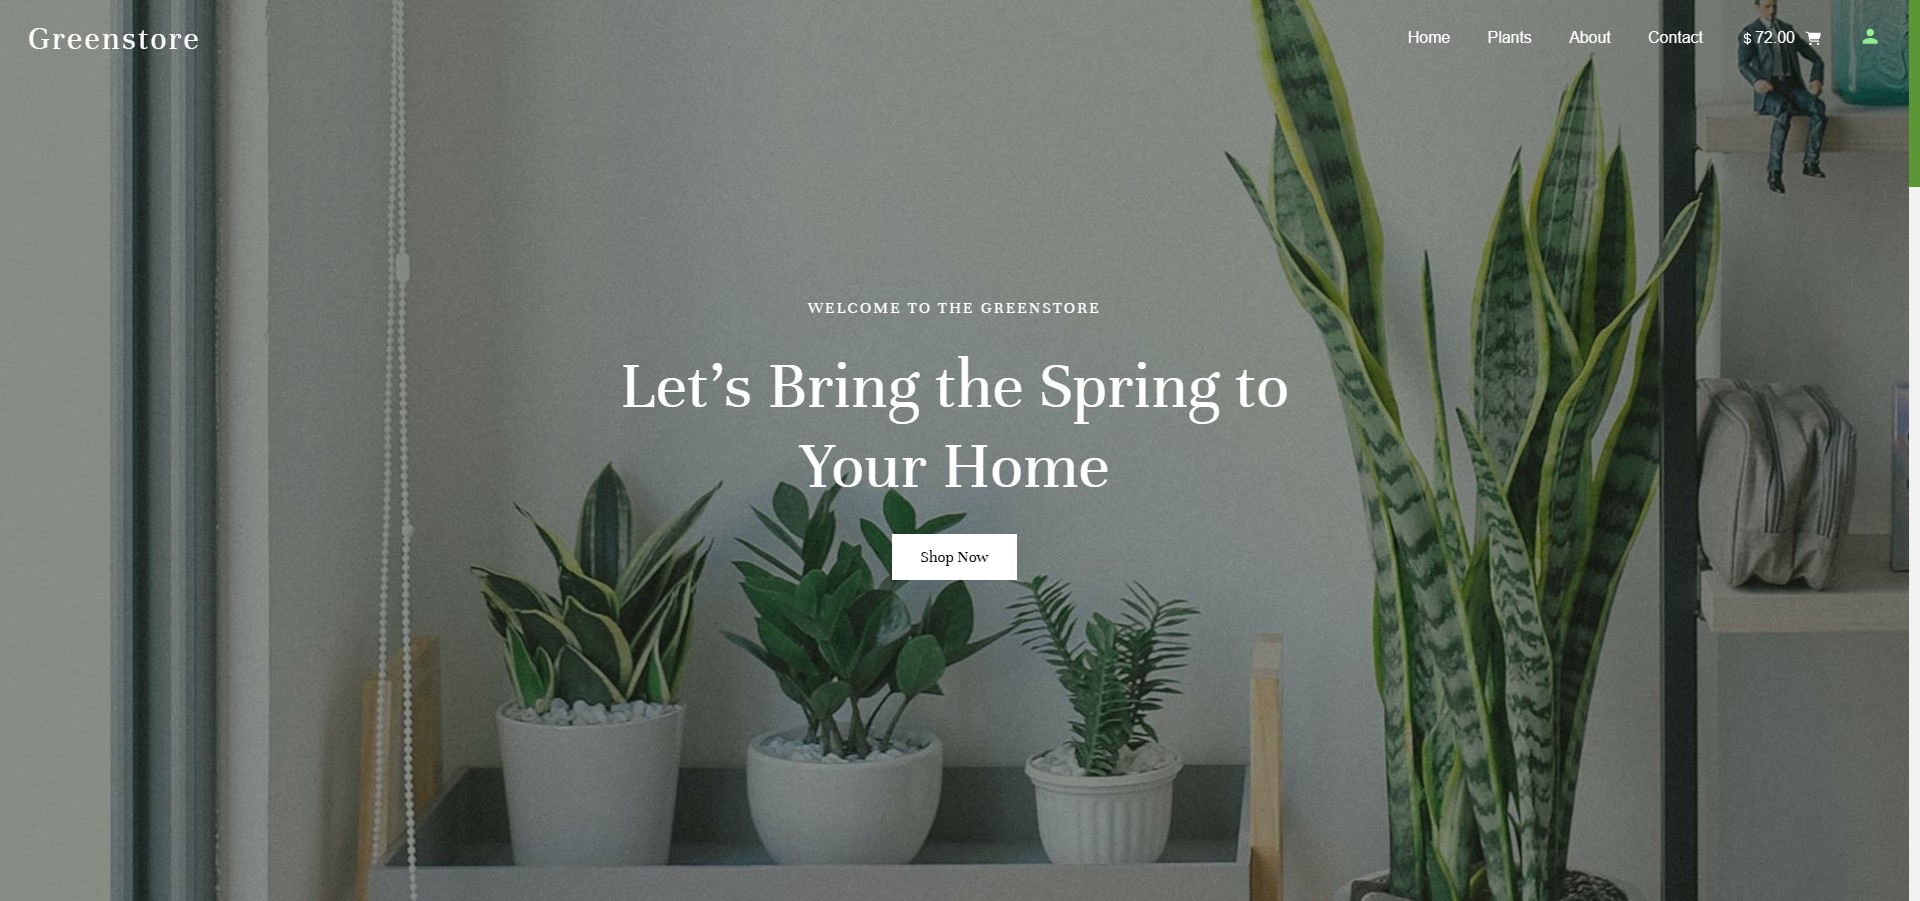 Greenstore
Home Plants About Contact $ 72.00
WELCOME TO THE GREENSTORE
Let’s Bring the Spring to
Your Home
Shop Now